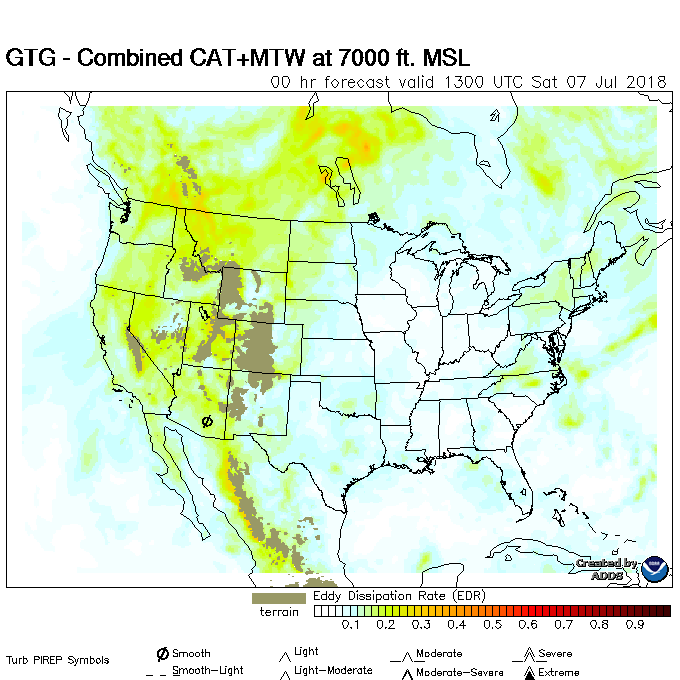 GTG - Combined CAT+MTW at 7000 ft. MSL
00 hr forecast valid 1300 UTC Sat 07 Jul 2018
Created by
ADDS
Eddy Dissipation Rate (EDR)
terrain
0.1 0.2 0.3 0.4 0.5 0.6 0.7 0.8 0.9
Turb PIREP Symbols
Smooth Light Moderate Severe
Smooth-Light Light-Moderate Moderate-Severe Extreme